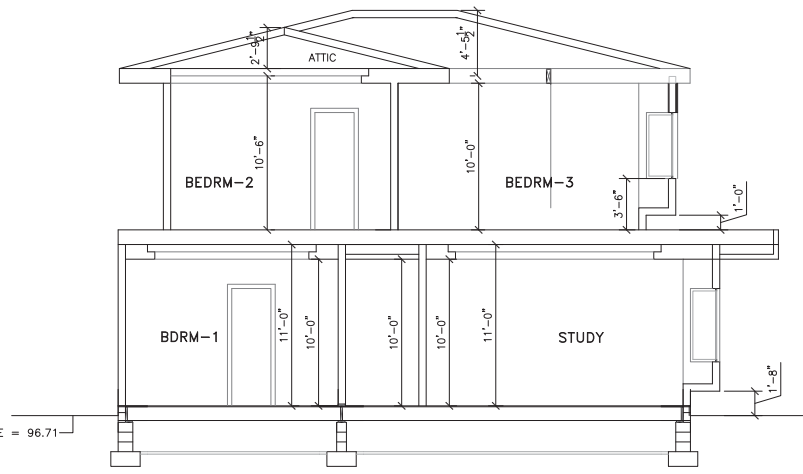 2'-9½"
4'-5½"
ATTIC
10'-6"
10'-0"
BEDRM-2
BEDRM-3
3'-6"
1'-0"
BDRM-1
11'-0"
10'-0"
10'-0"
10'-0"
11'-0"
STUDY
1'-8"
E = 96.71